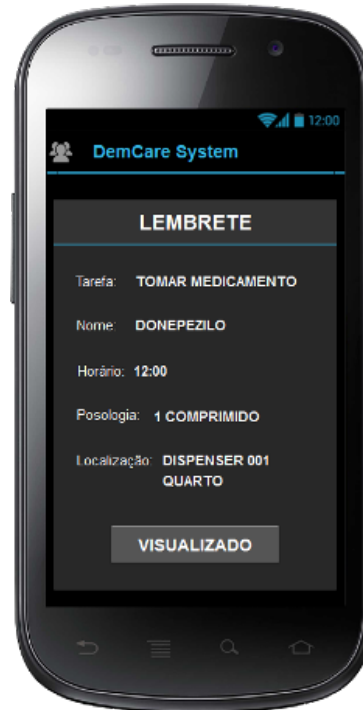 12:00
DemCare System
LEMBRETE
Tarefa: TOMAR MEDICAMENTO
Nome: DONEPEZILO
Horário: 12:00
Posologia: 1 COMPRIMIDO
Localização: DISPENSER 001
QUARTO
VISUALIZADO